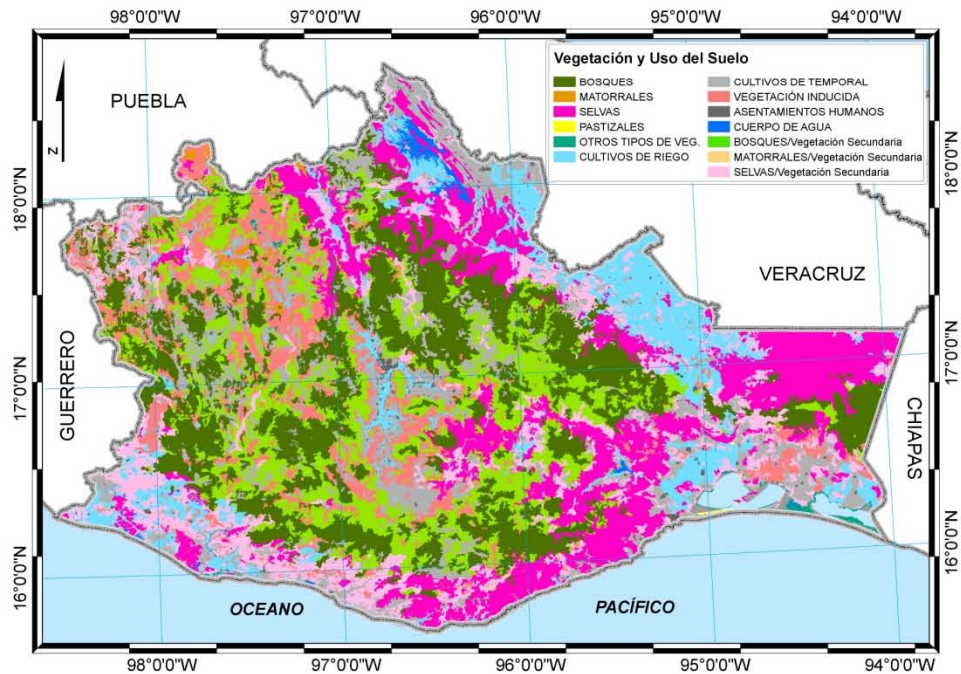 98°0'0"W 97°0'0"W 96°0'0"W 95°0'0"W 94°0'0"W
Vegetación y Uso del Suelo
BOSQUES
MATORRALES
SELVAS
PASTIZALES
OTROS TIPOS DE VEG.
CULTIVOS DE RIEGO
CULTIVOS DE TEMPORAL
VEGETACIÓN INDUCIDA
ASENTAMIENTOS HUMANOS
CUERPO DE AGUA
BOSQUES/Vegetación Secundaria
MATORRALES/Vegetación Secundaria
SELVAS/Vegetación Secundaria
N
PUEBLA
VERACRUZ
GUERRERO
CHIAPAS
18°0'0"N
17°0'0"N
16°0'0"N
18°0'0"N
17°0'0"N
16°0'0"N
OCEANO PACÍFICO
98°0'0"W 97°0'0"W 96°0'0"W 95°0'0"W 94°0'0"W